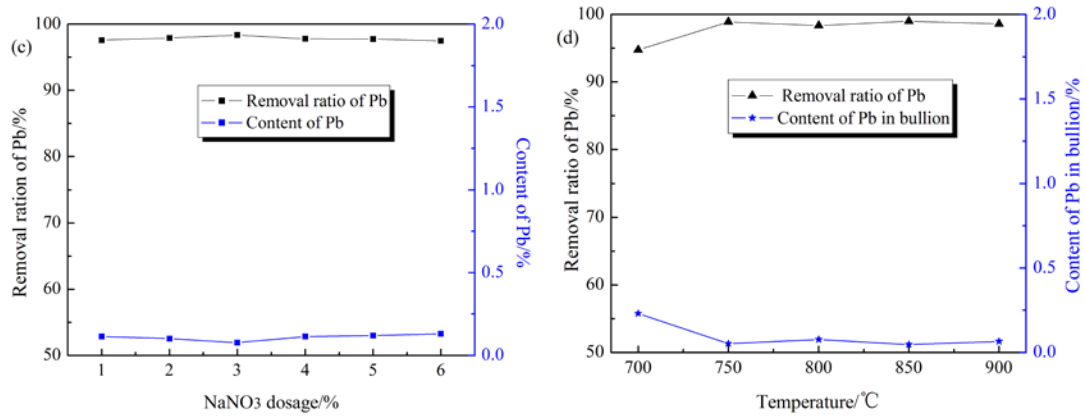 (c)
100
90
80
70
60
50
Removal ration of Pb/%
Removal ratio of Pb
Content of Pb
2.0
1.5
1.0
0.5
0.0
Content of Pb/%
1 2 3 4 5 6
NaNO3 dosage/%
(d)
100
90
80
70
60
50
Removal ratio of Pb/%
Removal ratio of Pb
Content of Pb in bullion
2.0
1.5
1.0
0.5
0.0
Content of Pb in bullion/%
700 750 800 850 900
Temperature/℃